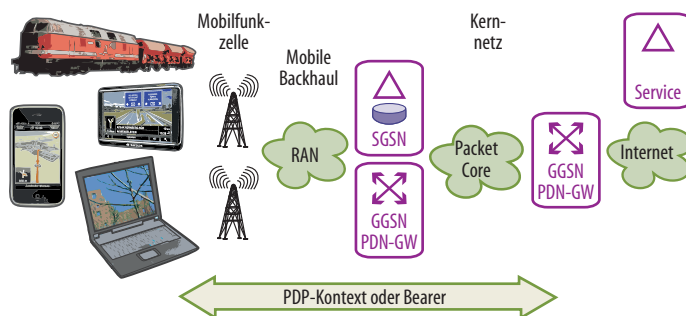 Mobilfunk-
zelle
Mobile
Backhaul
Kern-
netz
RAN
SGSN
GGSN
PDN-GW
Packet
Core
GGSN
PDN-GW
Service
Internet
PDP-Kontext oder Bearer